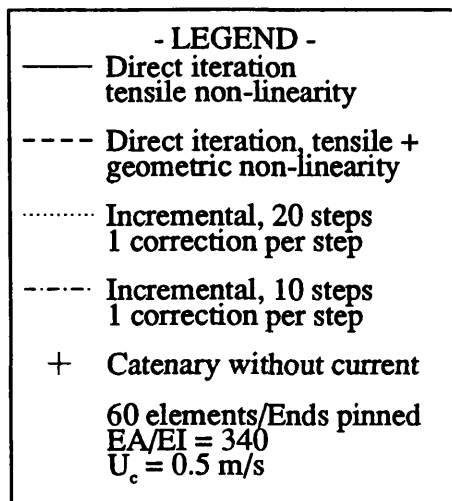 - LEGEND -
Direct iteration
tensile non-linearity
Direct iteration, tensile +
geometric non-linearity
Incremental, 20 steps
1 correction per step
Incremental, 10 steps
1 correction per step
+ Catenary without current
60 elements/Ends pinned
EA/EI = 340
U_c = 0.5 m/s